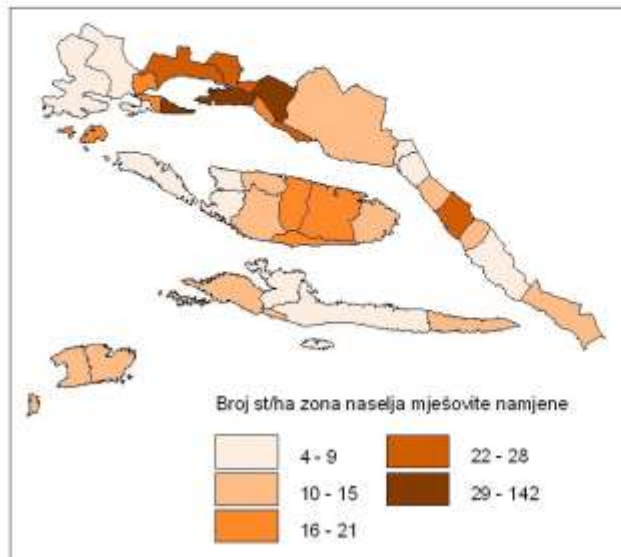 Broj st/ha zona naselja mješovite namjene
4 - 9
22 - 28
10 - 15
29 - 142
16 - 21